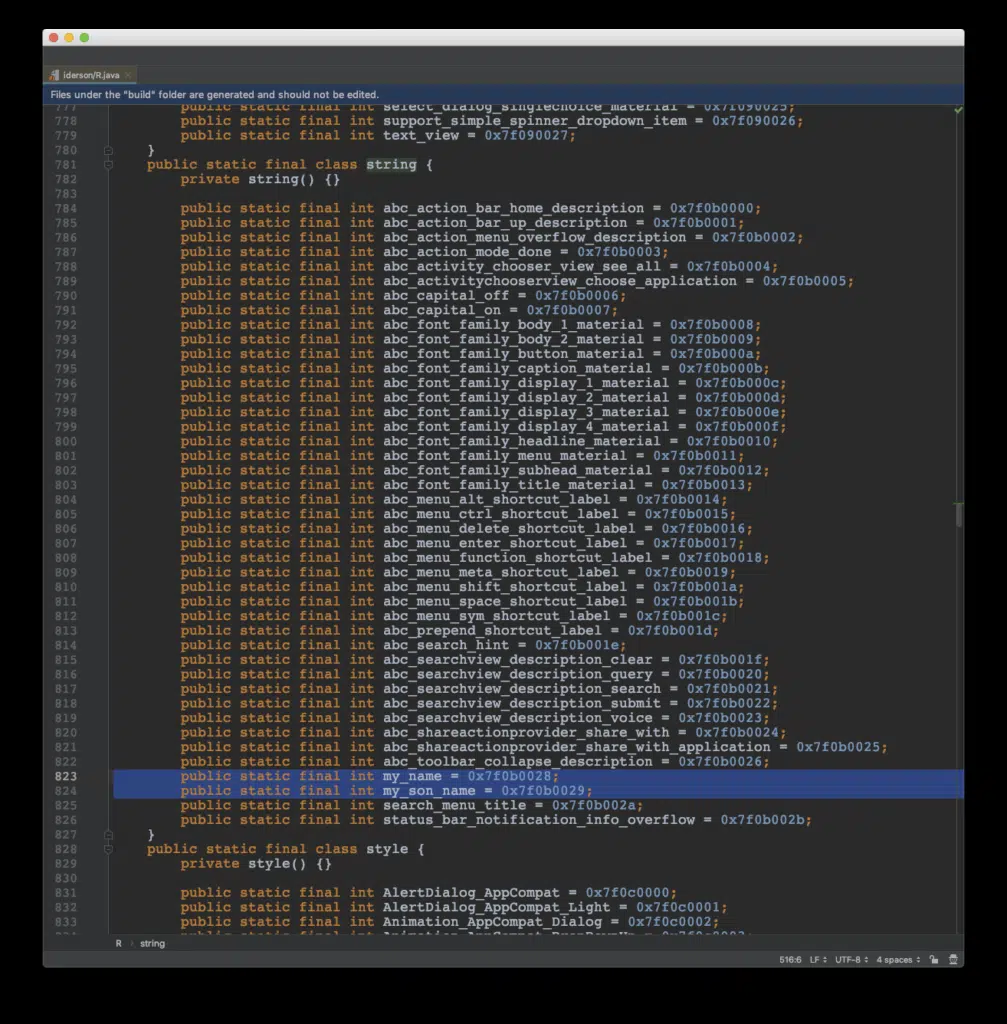 iderson/R.java
Files under the "build" folder are generated and should not be edited.
777 public static final int select_dialog_singlechoice_material = 0x7f090025;
778 public static final int support_simple_spinner_dropdown_item = 0x7f090026;
779 public static final int text_view = 0x7f090027;
780 }
781 public static final class string {
782 private string() {}
783
784 public static final int abc_action_bar_home_description = 0x7f0b0000;
785 public static final int abc_action_bar_up_description = 0x7f0b0001;
786 public static final int abc_action_menu_overflow_description = 0x7f0b0002;
787 public static final int abc_action_mode_done = 0x7f0b0003;
788 public static final int abc_activity_chooser_view_see_all = 0x7f0b0004;
789 public static final int abc_activitychooserview_choose_application = 0x7f0b0005;
790 public static final int abc_capital_off = 0x7f0b0006;
791 public static final int abc_capital_on = 0x7f0b0007;
792 public static final int abc_font_family_body_1_material = 0x7f0b0008;
793 public static final int abc_font_family_body_2_material = 0x7f0b0009;
794 public static final int abc_font_family_button_material = 0x7f0b000a;
795 public static final int abc_font_family_caption_material = 0x7f0b000b;
796 public static final int abc_font_family_display_1_material = 0x7f0b000c;
797 public static final int abc_font_family_display_2_material = 0x7f0b000d;
798 public static final int abc_font_family_display_3_material = 0x7f0b000e;
799 public static final int abc_font_family_display_4_material = 0x7f0b000f;
800 public static final int abc_font_family_headline_material = 0x7f0b0010;
801 public static final int abc_font_family_menu_material = 0x7f0b0011;
802 public static final int abc_font_family_subhead_material = 0x7f0b0012;
803 public static final int abc_font_family_title_material = 0x7f0b0013;
804 public static final int abc_menu_alt_shortcut_label = 0x7f0b0014;
805 public static final int abc_menu_ctrl_shortcut_label = 0x7f0b0015;
806 public static final int abc_menu_delete_shortcut_label = 0x7f0b0016;
807 public static final int abc_menu_enter_shortcut_label = 0x7f0b0017;
808 public static final int abc_menu_function_shortcut_label = 0x7f0b0018;
809 public static final int abc_menu_meta_shortcut_label = 0x7f0b0019;
810 public static final int abc_menu_shift_shortcut_label = 0x7f0b001a;
811 public static final int abc_menu_space_shortcut_label = 0x7f0b001b;
812 public static final int abc_menu_sym_shortcut_label = 0x7f0b001c;
813 public static final int abc_prepend_shortcut_label = 0x7f0b001d;
814 public static final int abc_search_hint = 0x7f0b001e;
815 public static final int abc_searchview_description_clear = 0x7f0b001f;
816 public static final int abc_searchview_description_query = 0x7f0b0020;
817 public static final int abc_searchview_description_search = 0x7f0b0021;
818 public static final int abc_searchview_description_submit = 0x7f0b0022;
819 public static final int abc_searchview_description_voice = 0x7f0b0023;
820 public static final int abc_shareactionprovider_share_with = 0x7f0b0024;
821 public static final int abc_shareactionprovider_share_with_application = 0x7f0b0025;
822 public static final int abc_toolbar_collapse_description = 0x7f0b0026;
823 public static final int my_name = 0x7f0b0028;
824 public static final int my_son_name = 0x7f0b0029;
825 public static final int search_menu_title = 0x7f0b002a;
826 public static final int status_bar_notification_info_overflow = 0x7f0b002b;
827 }
828 public static final class style {
829 private style() {}
830
831 public static final int AlertDialog_AppCompat = 0x7f0c0000;
832 public static final int AlertDialog_AppCompat_Light = 0x7f0c0001;
833 public static final int Animation_AppCompat_Dialog = 0x7f0c0002;
R › string
516:6 LF UTF-8 4 spaces